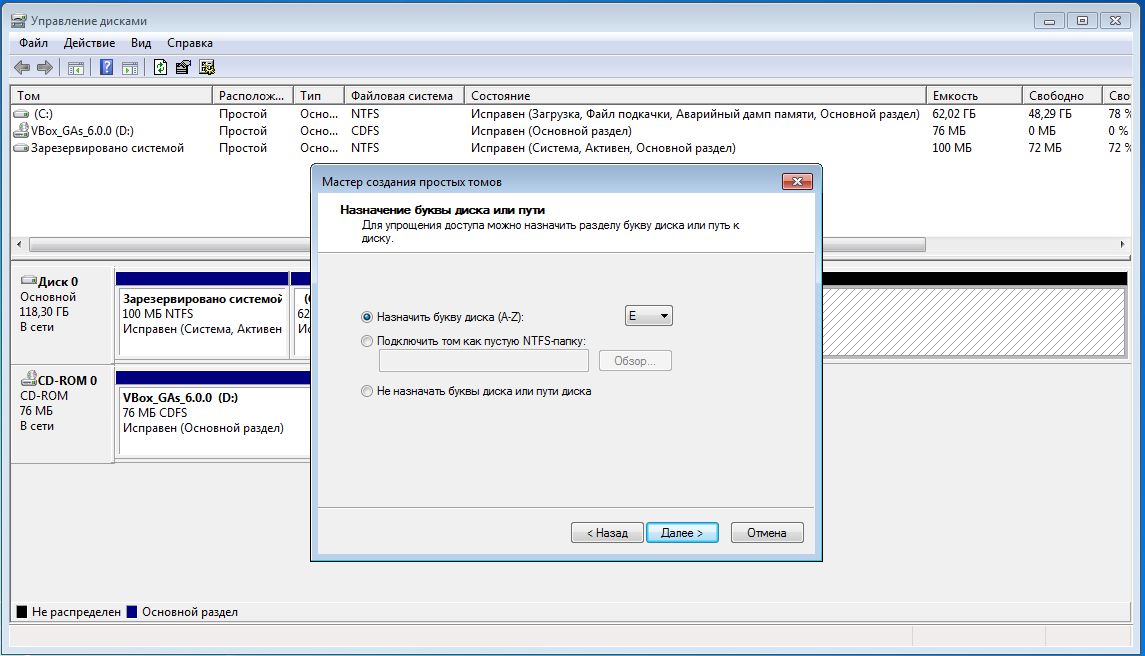 Управление дисками
Файл Действие Вид Справка
Том Располож... Тип Файловая система Состояние Емкость Свободно Сво
(C:) Простой Осно... NTFS Исправен (Загрузка, Файл подкачки, Аварийный дамп памяти, Основной раздел) 62,02 ГБ 48,29 ГБ 78 %
VBox_GAs_6.0.0 (D:) Простой Осно... CDFS Исправен (Основной раздел) 76 МБ 0 МБ 0 %
Зарезервировано системой Простой Осно... NTFS Исправен (Система, Активен, Основной раздел) 100 МБ 72 МБ 72 %
Мастер создания простых томов
Назначение буквы диска или пути
Для упрощения доступа можно назначить разделу букву диска или путь к
диску.
Назначить букву диска (A-Z): E
Подключить том как пустую NTFS-папку:
Обзор...
Не назначать буквы диска или пути диска
< Назад Далее > Отмена
Диск 0
Основной
118,30 ГБ
В сети
Зарезервировано системой
100 МБ NTFS
Исправен (Система, Активен
(
62
Ис
CD-ROM 0
CD-ROM
76 МБ
В сети
VBox_GAs_6.0.0 (D:)
76 МБ CDFS
Исправен (Основной раздел)
Не распределен Основной раздел